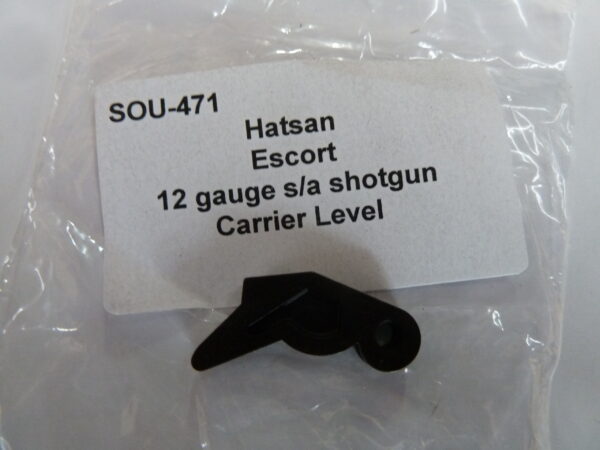 SOU-471
Hatsan
Escort
12 gauge s/a shotgun
Carrier Level